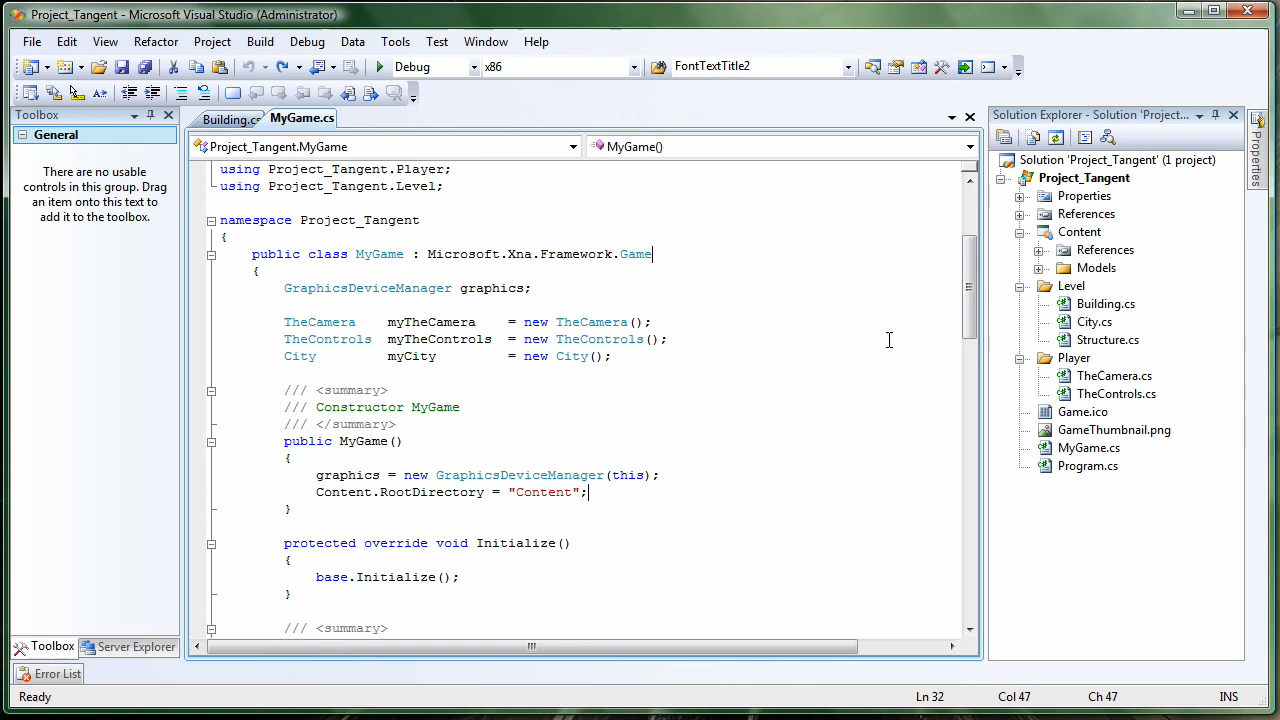 Project_Tangent - Microsoft Visual Studio (Administrator)
File Edit View Refactor Project Build Debug Data Tools Test Window Help
Debug x86 FontTextTitle2
Toolbox
General
There are no usable
controls in this group. Drag
an item onto this text to
add it to the toolbox.
Toolbox Server Explorer
Building.cs MyGame.cs
Project_Tangent.MyGame MyGame()
using Project_Tangent.Player;
using Project_Tangent.Level;
namespace Project_Tangent
{
public class MyGame : Microsoft.Xna.Framework.Game
{
GraphicsDeviceManager graphics;
TheCamera myTheCamera = new TheCamera();
TheControls myTheControls = new TheControls();
City myCity = new City();
/// <summary>
/// Constructor MyGame
/// </summary>
public MyGame()
{
graphics = new GraphicsDeviceManager(this);
Content.RootDirectory = "Content";
}
protected override void Initialize()
{
base.Initialize();
}
/// <summary>
Solution Explorer - Solution 'Project...
Solution 'Project_Tangent' (1 project)
Project_Tangent
Properties
References
Content
References
Models
Level
Building.cs
City.cs
Structure.cs
Player
TheCamera.cs
TheControls.cs
Game.ico
GameThumbnail.png
MyGame.cs
Program.cs
Properties
Error List
Ready Ln 32 Col 47 Ch 47 INS